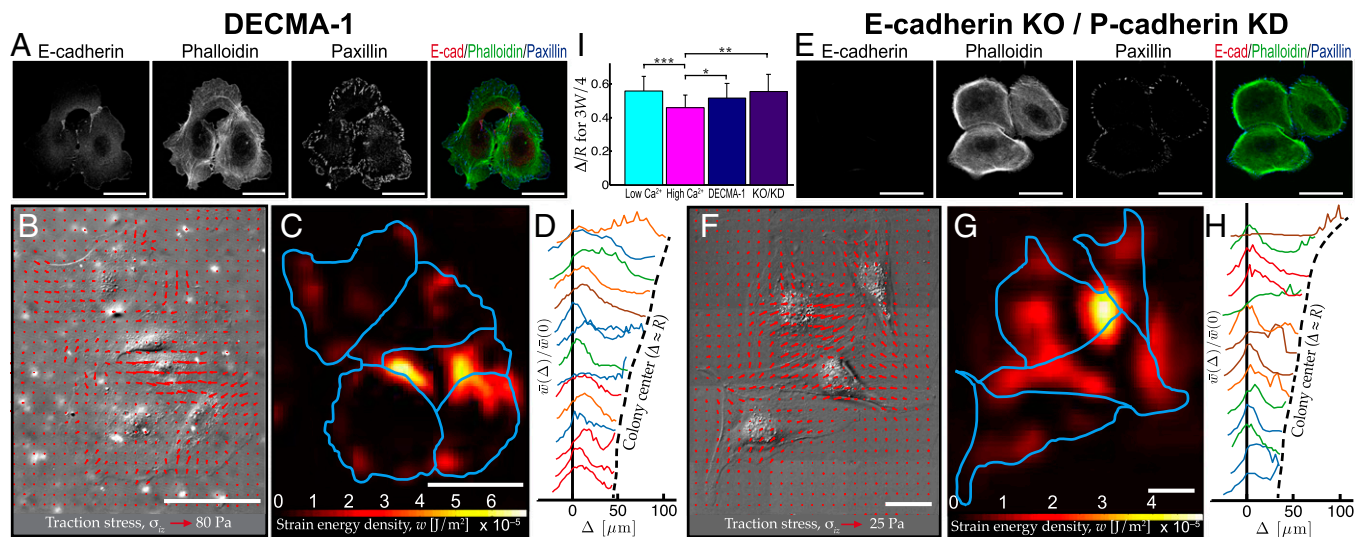 DECMA-1
E-cadherin KO / P-cadherin KD
A
E-cadherin
Phalloidin
Paxillin
E-cad/Phalloidin/Paxillin
I
***
**
*
Δ/R for 3W/4
0.6
0.4
0.2
0
Low Ca²⁺
High Ca²⁺
DECMA-1
KO/KD
E
E-cadherin
Phalloidin
Paxillin
E-cad/Phalloidin/Paxillin
B
Traction stress, σiz → 80 Pa
C
0 1 2 3 4 5 6
Strain energy density, w [J/m²] x 10⁻⁵
D
w̄(Δ)/w̄(0)
Colony center (Δ ≈ R)
0 50 100
Δ [μm]
F
Traction stress, σiz → 25 Pa
G
0 1 2 3 4
Strain energy density, w [J/m²] x 10⁻⁵
H
w̄(Δ)/w̄(0)
Colony center (Δ ≈ R)
0 50 100
Δ [μm]